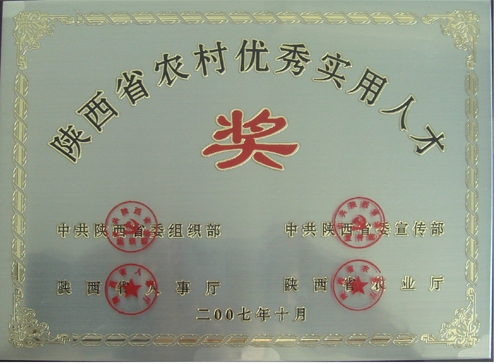 陕西省农村优秀实用人才
奖
中共陕西省委组织部 中共陕西省委宣传部
陕西省人事厅 陕西省农业厅
二00七年十月